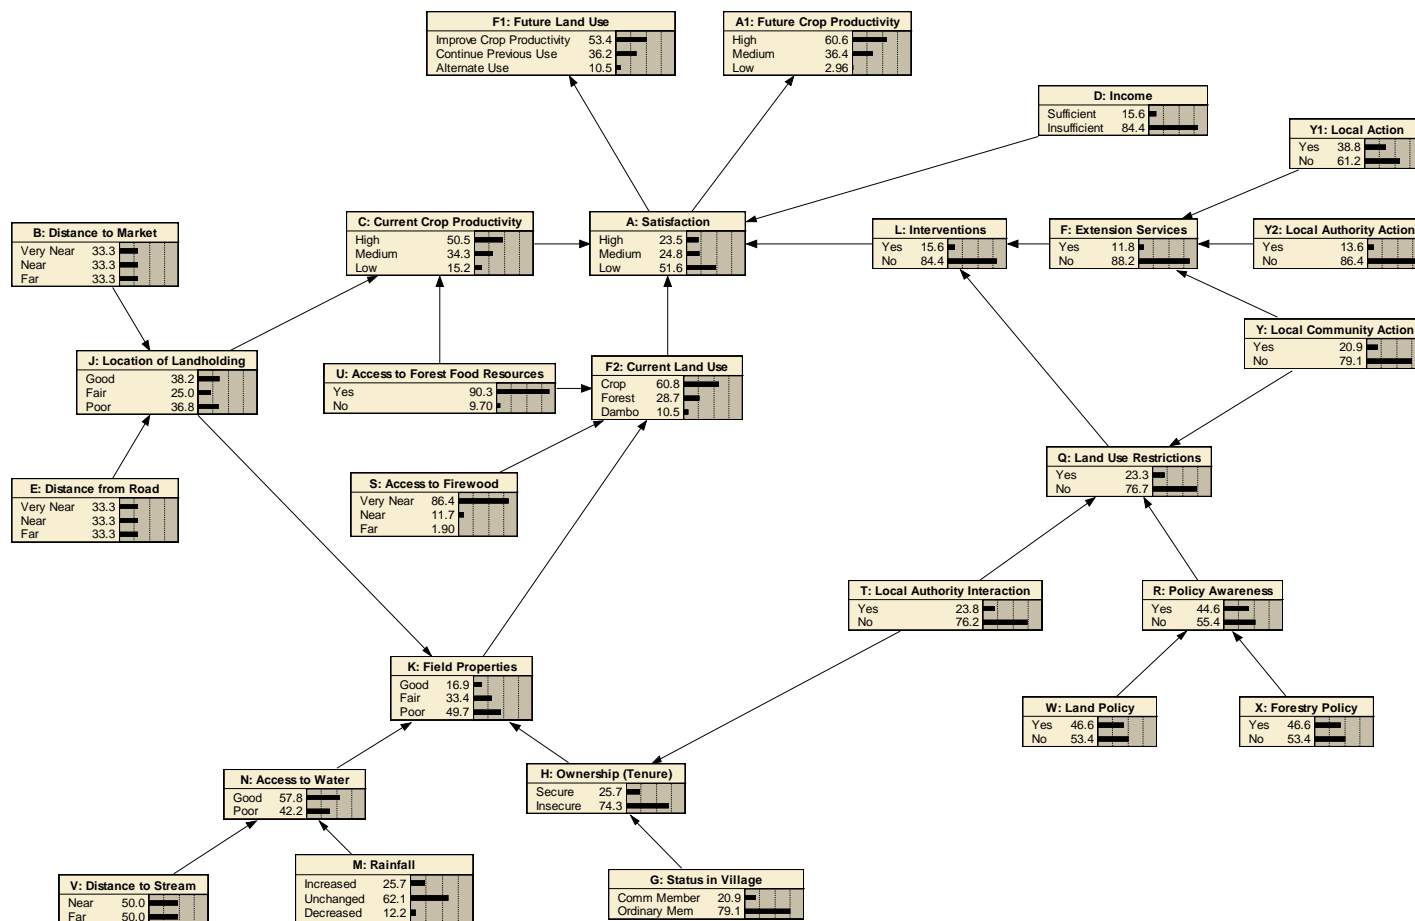 F1: Future Land Use
Improve Crop Productivity 53.4
Continue Previous Use 36.2
Alternate Use 10.5
A1: Future Crop Productivity
High 60.6
Medium 36.4
Low 2.96
D: Income
Sufficient 15.6
Insufficient 84.4
Y1: Local Action
Yes 38.8
No 61.2
B: Distance to Market
Very Near 33.3
Near 33.3
Far 33.3
C: Current Crop Productivity
High 50.5
Medium 34.3
Low 15.2
A: Satisfaction
High 23.5
Medium 24.8
Low 51.6
L: Interventions
Yes 15.6
No 84.4
F: Extension Services
Yes 11.8
No 88.2
Y2: Local Authority Action
Yes 13.6
No 86.4
Y: Local Community Action
Yes 20.9
No 79.1
J: Location of Landholding
Good 38.2
Fair 25.0
Poor 36.8
U: Access to Forest Food Resources
Yes 90.3
No 9.70
F2: Current Land Use
Crop 60.8
Forest 28.7
Dambo 10.5
E: Distance from Road
Very Near 33.3
Near 33.3
Far 33.3
S: Access to Firewood
Very Near 86.4
Near 11.7
Far 1.90
Q: Land Use Restrictions
Yes 23.3
No 76.7
T: Local Authority Interaction
Yes 23.8
No 76.2
R: Policy Awareness
Yes 44.6
No 55.4
K: Field Properties
Good 16.9
Fair 33.4
Poor 49.7
W: Land Policy
Yes 46.6
No 53.4
X: Forestry Policy
Yes 46.6
No 53.4
N: Access to Water
Good 57.8
Poor 42.2
H: Ownership (Tenure)
Secure 25.7
Insecure 74.3
V: Distance to Stream
Near 50.0
Far 50.0
M: Rainfall
Increased 25.7
Unchanged 62.1
Decreased 12.2
G: Status in Village
Comm Member 20.9
Ordinary Mem 79.1